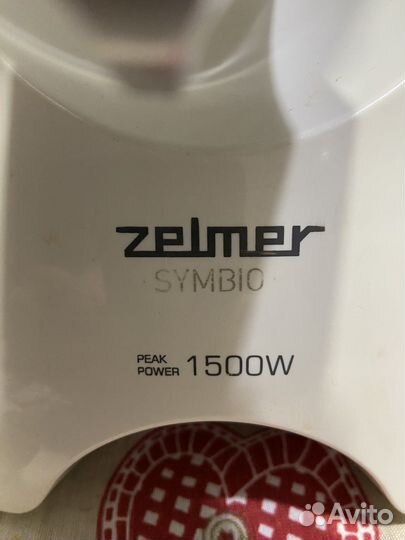 zelmer
SYMBIO
PEAK
POWER 1500W
Avito